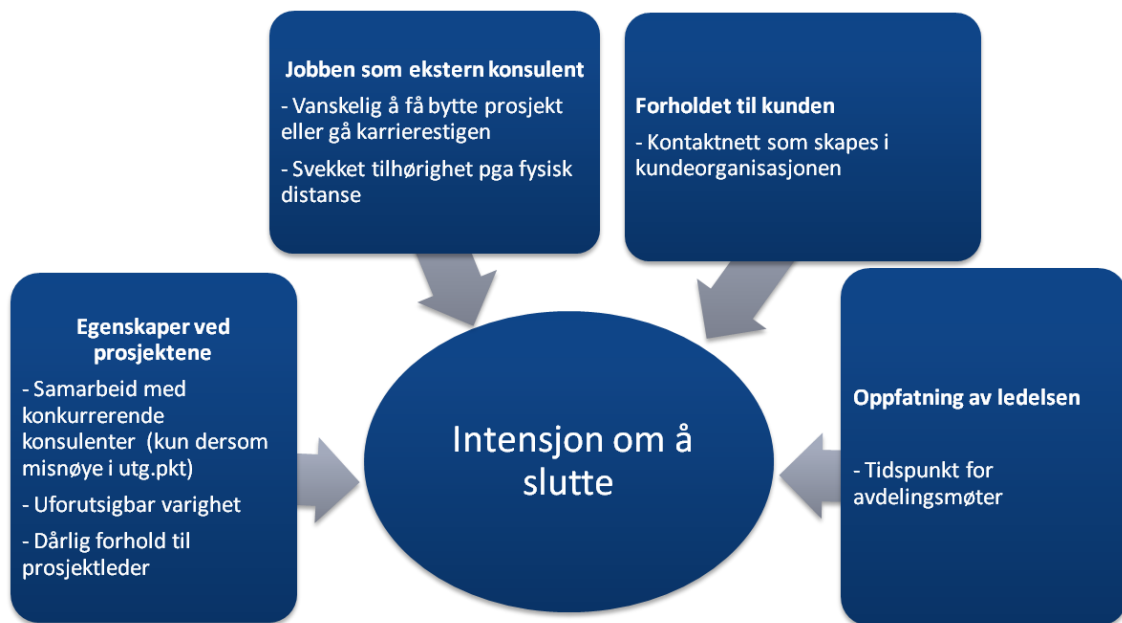 Jobben som ekstern konsulent
- Vanskelig å få bytte prosjekt
eller gå karrierestigen
- Svekket tilhørighet pga fysisk
distanse
Forholdet til kunden
- Kontaktnett som skapes i
kundeorganisasjonen
Egenskaper ved
prosjektene
- Samarbeid med
konkurrerende
konsulenter (kun dersom
misnøye i utg.pkt)
- Uforutsigbar varighet
- Dårlig forhold til
prosjektleder
Intensjon om å
slutte
Oppfatning av ledelsen
- Tidspunkt for
avdelingsmøter